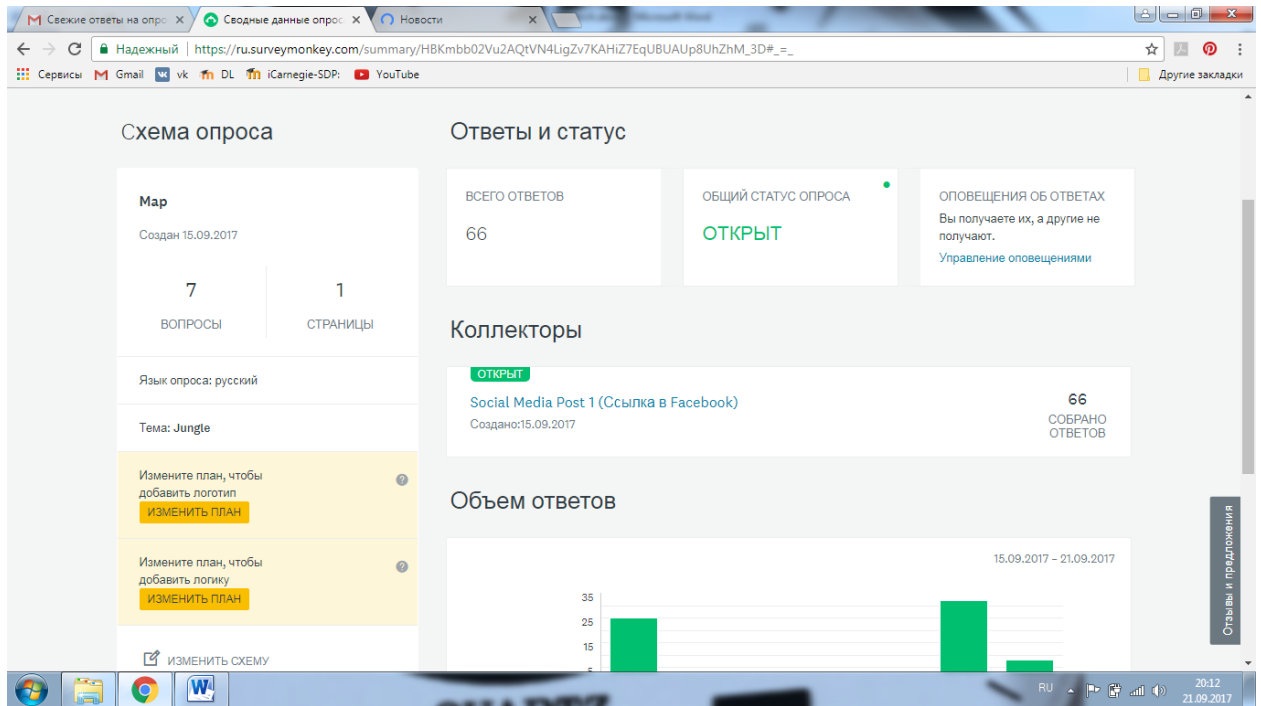 Свежие ответы на опро
Сводные данные опрос
Новости
Надежный
https://ru.surveymonkey.com/summary/HBKmbb02Vu2AQtVN4LigZv7KAHiZ7EqUBUAUp8UhZhM_3D#_=_
Сервисы Gmail vk DL iCarnegie-SDP: YouTube
Другие закладки
Схема опроса
Map
Создан 15.09.2017
7
ВОПРОСЫ
1
СТРАНИЦЫ
Язык опроса: русский
Тема: Jungle
Измените план, чтобы
добавить логотип
ИЗМЕНИТЬ ПЛАН
Измените план, чтобы
добавить логику
ИЗМЕНИТЬ ПЛАН
ИЗМЕНИТЬ СХЕМУ
Ответы и статус
ВСЕГО ОТВЕТОВ
66
ОБЩИЙ СТАТУС ОПРОСА
ОТКРЫТ
ОПОВЕЩЕНИЯ ОБ ОТВЕТАХ
Вы получаете их, а другие не
получают.
Управление оповещениями
Коллекторы
ОТКРЫТ
Social Media Post 1 (Ссылка в Facebook)
Создано:15.09.2017
66
СОБРАНО
ОТВЕТОВ
Объем ответов
15.09.2017 – 21.09.2017
35
25
15
5
Отзывы и предложения
RU
20:12
21.09.2017